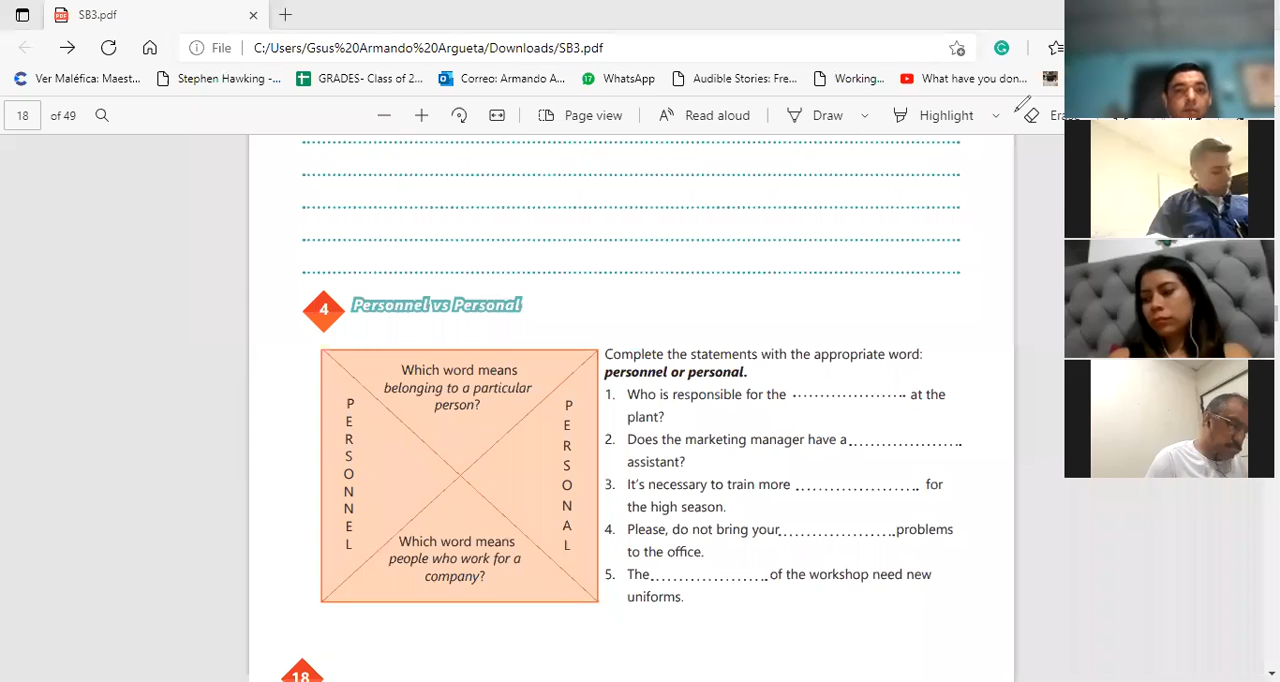 SB3.pdf
File
C:/Users/Gsus%20Armando%20Argueta/Downloads/SB3.pdf
Ver Maléfica: Maest...
Stephen Hawking -...
GRADES- Class of 2...
Correo: Armando A...
17
WhatsApp
Audible Stories: Fre...
Working...
What have you don...
18
of 49
Page view
Read aloud
Draw
Highlight
4
Personnel vs Personal
Which word means
belonging to a particular
person?
PERSONNEL
PERSONAL
Which word means
people who work for a
company?
Complete the statements with the appropriate word:
personnel or personal.
1. Who is responsible for the ..................... at the
plant?
2. Does the marketing manager have a.....................
assistant?
3. It's necessary to train more ..................... for
the high season.
4. Please, do not bring your.....................problems
to the office.
5. The.....................of the workshop need new
uniforms.
18